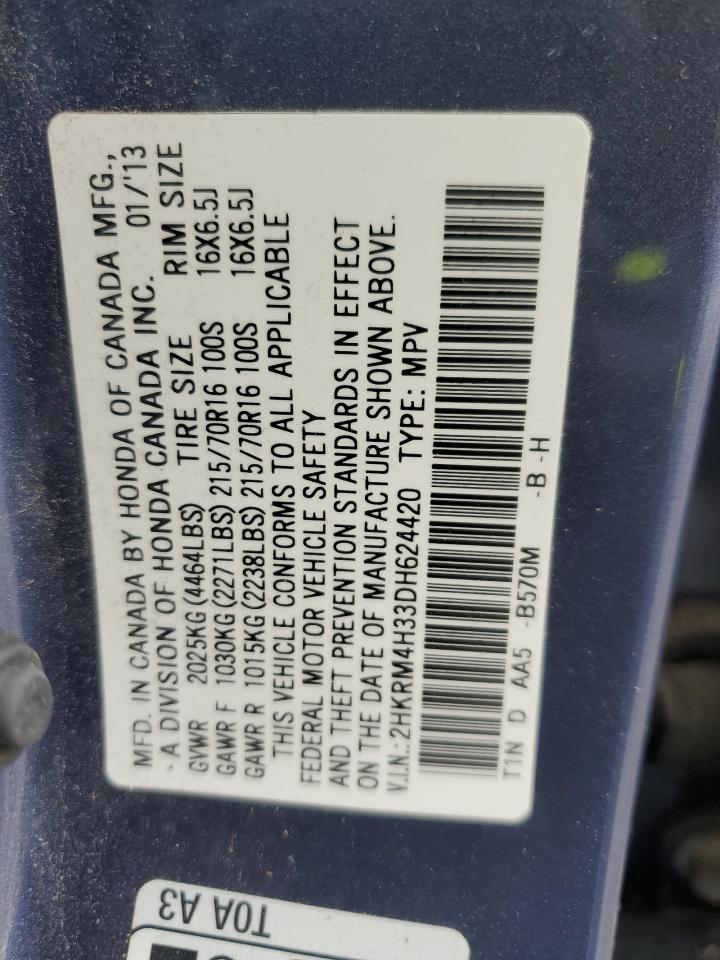 MFD. IN CANADA BY HONDA OF CANADA MFG.,
A DIVISION OF HONDA CANADA INC. 01/'13
GVWR 2025KG (4464LBS) TIRE SIZE RIM SIZE
GAWR F 1030KG (2271LBS) 215/70R16 100S 16X6.5J
GAWR R 1015KG (2238LBS) 215/70R16 100S 16X6.5J
THIS VEHICLE CONFORMS TO ALL APPLICABLE
FEDERAL MOTOR VEHICLE SAFETY
AND THEFT PREVENTION STANDARDS IN EFFECT
ON THE DATE OF MANUFACTURE SHOWN ABOVE.
V.I.N.:2HKRM4H33DH624420 TYPE: MPV
T1N D AA5 -B570M -B -H
T0A A3